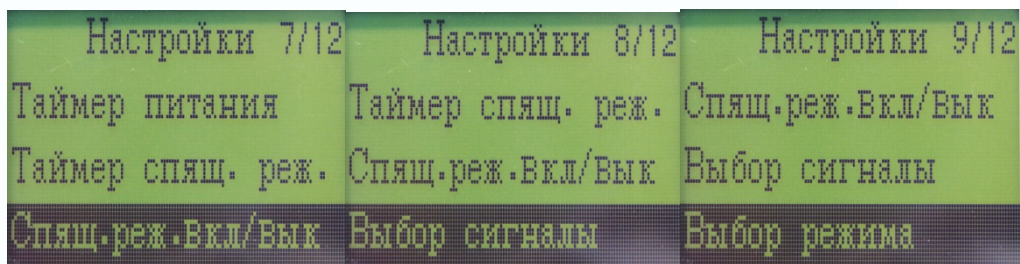 Настройки 7/12
Таймер питания
Таймер спящ. реж.
Спящ.реж.вкл/вык
Настройки 8/12
Таймер спящ. реж.
Спящ.реж.вкл/вык
Выбор сигналы
Настройки 9/12
Спящ.реж.вкл/вык
Выбор сигналы
Выбор режима